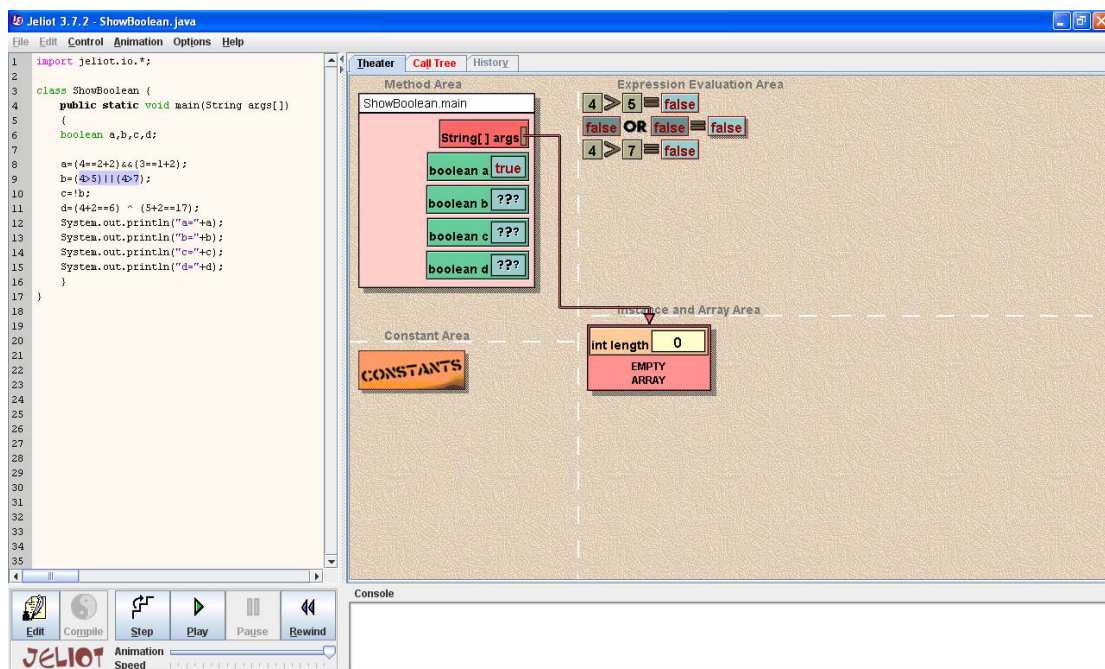 Jeliot 3.7.2 - ShowBoolean.java
File Edit Control Animation Options Help
1 import jeliot.io.*;
2
3 class ShowBoolean {
4 public static void main(String args[])
5 {
6 boolean a,b,c,d;
7
8 a=(4==2+2)&&(3==1+2);
9 b=(4>5)||(4>7);
10 c=!b;
11 d=(4+2==6) ^ (5+2==17);
12 System.out.println("a="+a);
13 System.out.println("b="+b);
14 System.out.println("c="+c);
15 System.out.println("d="+d);
16 }
17 }
18
19
20
21
22
23
24
25
26
27
28
29
30
31
32
33
34
35
Theater Call Tree History
Method Area
ShowBoolean.main
String[ ] args
boolean a true
boolean b ???
boolean c ???
boolean d ???
Expression Evaluation Area
4 > 5 = false
false OR false = false
4 > 7 = false
Constant Area
CONSTANTS
Instance and Array Area
int length 0
EMPTY
ARRAY
Edit Compile Step Play Pause Rewind
JELIOT Animation
Speed
Console